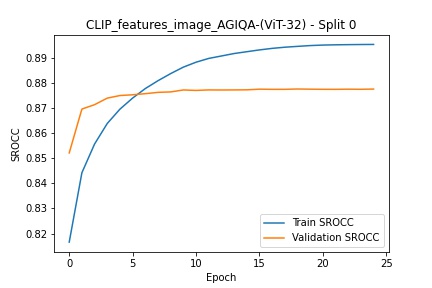 CLIP_features_image_AGIQA-(ViT-32) - Split 0
0.89
0.88
0.87
0.86
0.85
0.84
0.83
0.82
SROCC
0 5 10 15 20 25
Epoch
Train SROCC
Validation SROCC